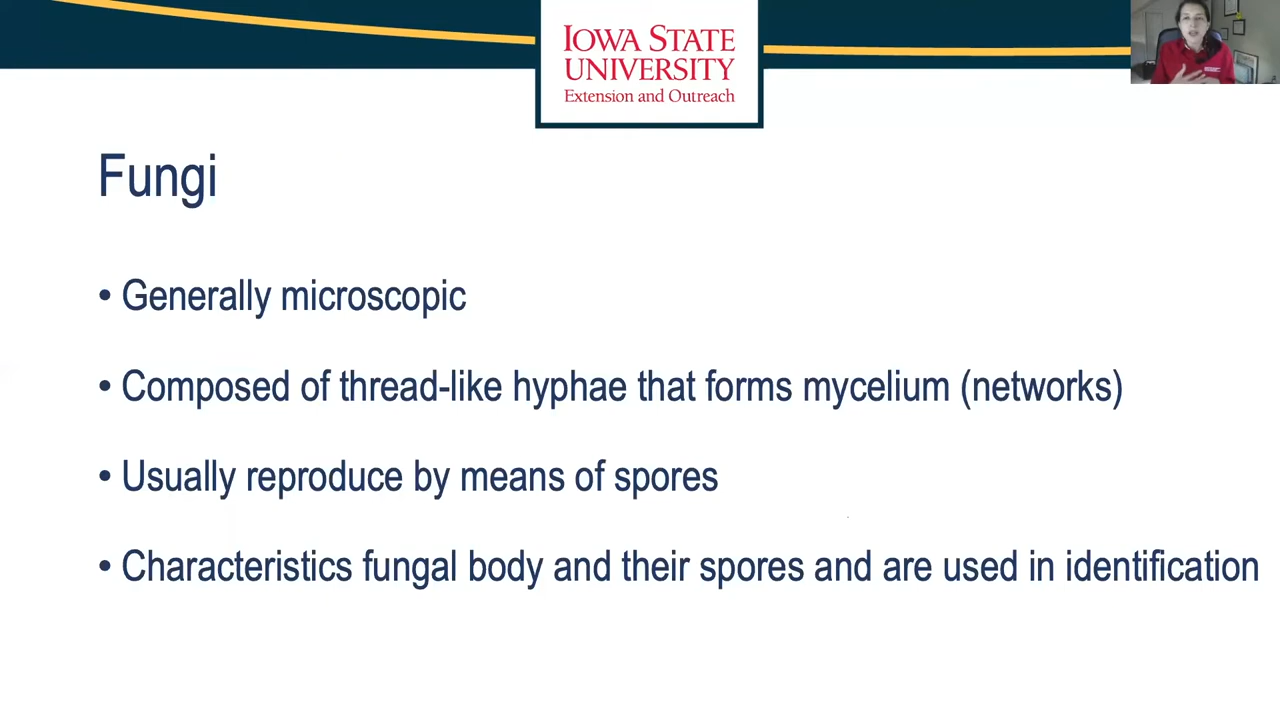 IOWA STATE
UNIVERSITY
Extension and Outreach
Fungi
• Generally microscopic
• Composed of thread-like hyphae that forms mycelium (networks)
• Usually reproduce by means of spores
• Characteristics fungal body and their spores and are used in identification